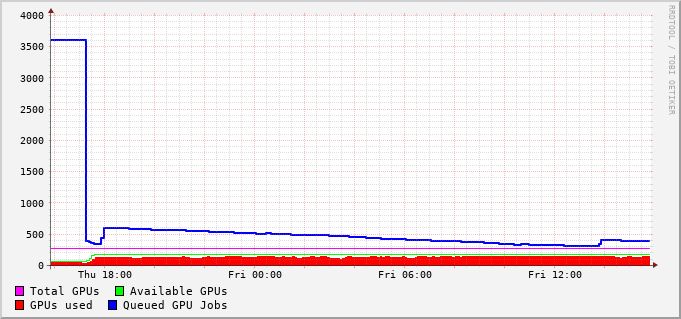 4000
3500
3000
2500
2000
1500
1000
500
0
Thu 18:00 Fri 00:00 Fri 06:00 Fri 12:00
Total GPUs Available GPUs
GPUs used Queued GPU Jobs
RRDTOOL / TOBI OETIKER